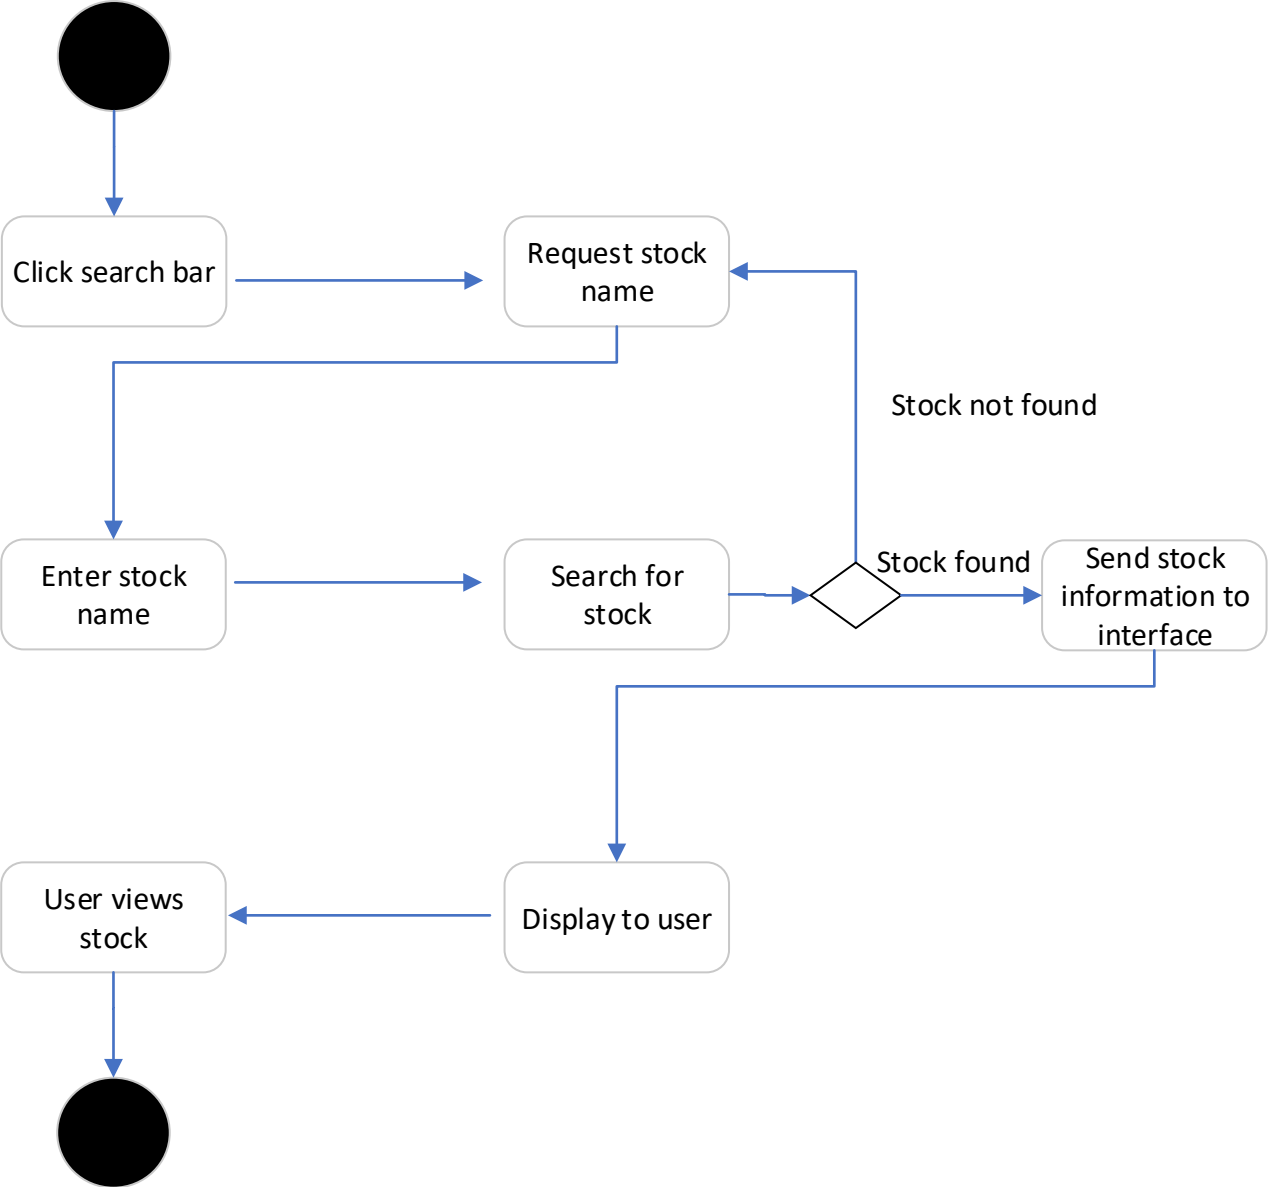 Click search bar
Request stock
name
Stock not found
Enter stock
name
Search for
stock
Stock found
Send stock
information to
interface
User views
stock
Display to user